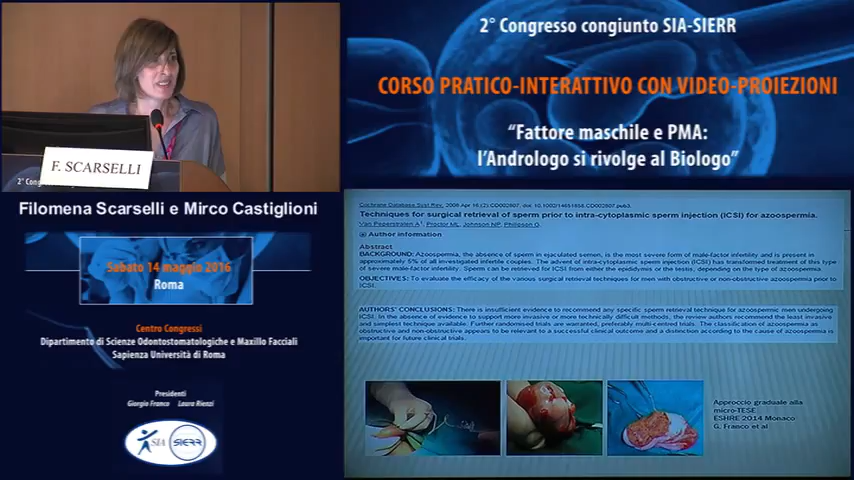 2° Congresso congiunto SIA-SIERR
CORSO PRATICO-INTERATTIVO CON VIDEO-PROIEZIONI
“Fattore maschile e PMA:
l’Andrologo si rivolge al Biologo”
F. SCARSELLI
2° Cong
Filomena Scarselli e Mirco Castiglioni
Sabato 14 maggio 2016
Roma
Centro Congressi
Dipartimento di Scienze Odontostomatologiche e Maxillo Facciali
Sapienza Università di Roma
Presidenti
Giorgio Franco Laura Rienzi
SIA SIERR
Cochrane Database Syst Rev. 2008 Apr 16;(2):CD002807. doi: 10.1002/14651858.CD002807.pub3.
Techniques for surgical retrieval of sperm prior to intra-cytoplasmic sperm injection (ICSI) for azoospermia.
Van Peperstraten A, Proctor ML, Johnson NP, Philipson G.
Author information
Abstract
BACKGROUND: Azoospermia, the absence of sperm in ejaculated semen, is the most severe form of male factor infertility and is present in
approximately 5% of all investigated infertile couples. The advent of intra-cytoplasmic sperm injection (ICSI) has transformed treatment of this type
of severe male-factor infertility. Sperm can be retrieved for ICSI from either the epididymis or the testis, depending on the type of azoospermia.
OBJECTIVES: To evaluate the efficacy of the various surgical retrieval techniques for men with obstructive or non-obstructive azoospermia prior to
ICSI.
AUTHORS' CONCLUSIONS: There is insufficient evidence to recommend any specific sperm retrieval technique for azoospermic men undergoing
ICSI. In the absence of evidence to support more invasive or more technically difficult methods, the review authors recommend the least invasive
and simplest technique available. Further randomised trials are warranted, preferably multi-centred trials. The classification of azoospermia as
obstructive and non-obstructive appears to be relevant to a successful clinical outcome and a distinction according to the cause of azoospermia is
important for future clinical trials.
Approccio graduale alla
micro-TESE
ESHRE 2014 Monaco
G. Franco et al